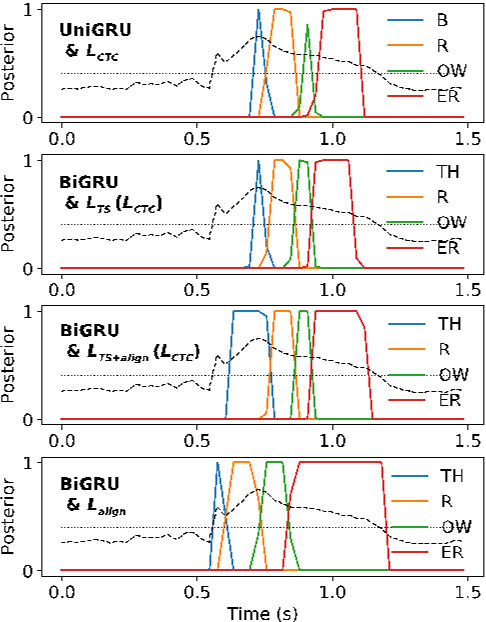 UniGRU
& L_CTC
B
R
OW
ER
Posterior
1
0
0.0 0.5 1.0 1.5
BiGRU
& L_TS (L_CTC)
TH
R
OW
ER
Posterior
1
0
0.0 0.5 1.0 1.5
BiGRU
& L_TS+align (L_CTC)
TH
R
OW
ER
Posterior
1
0
0.0 0.5 1.0 1.5
BiGRU
& L_align
TH
R
OW
ER
Posterior
1
0
0.0 0.5 1.0 1.5
Time (s)